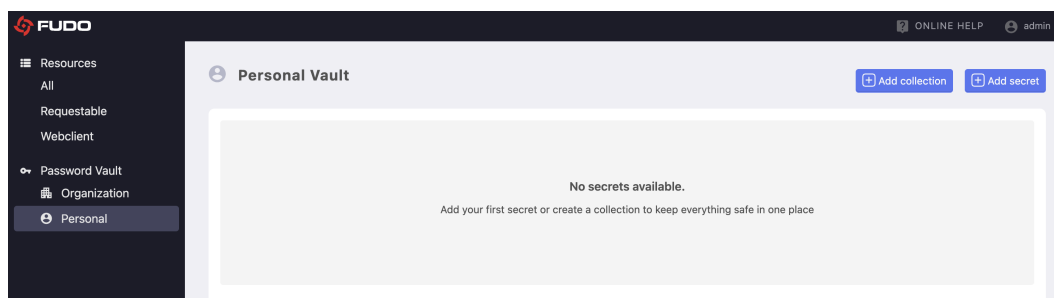 FUDO
ONLINE HELP
admin
Resources
All
Requestable
Webclient
Password Vault
Organization
Personal
Personal Vault
Add collection
Add secret
No secrets available.
Add your first secret or create a collection to keep everything safe in one place